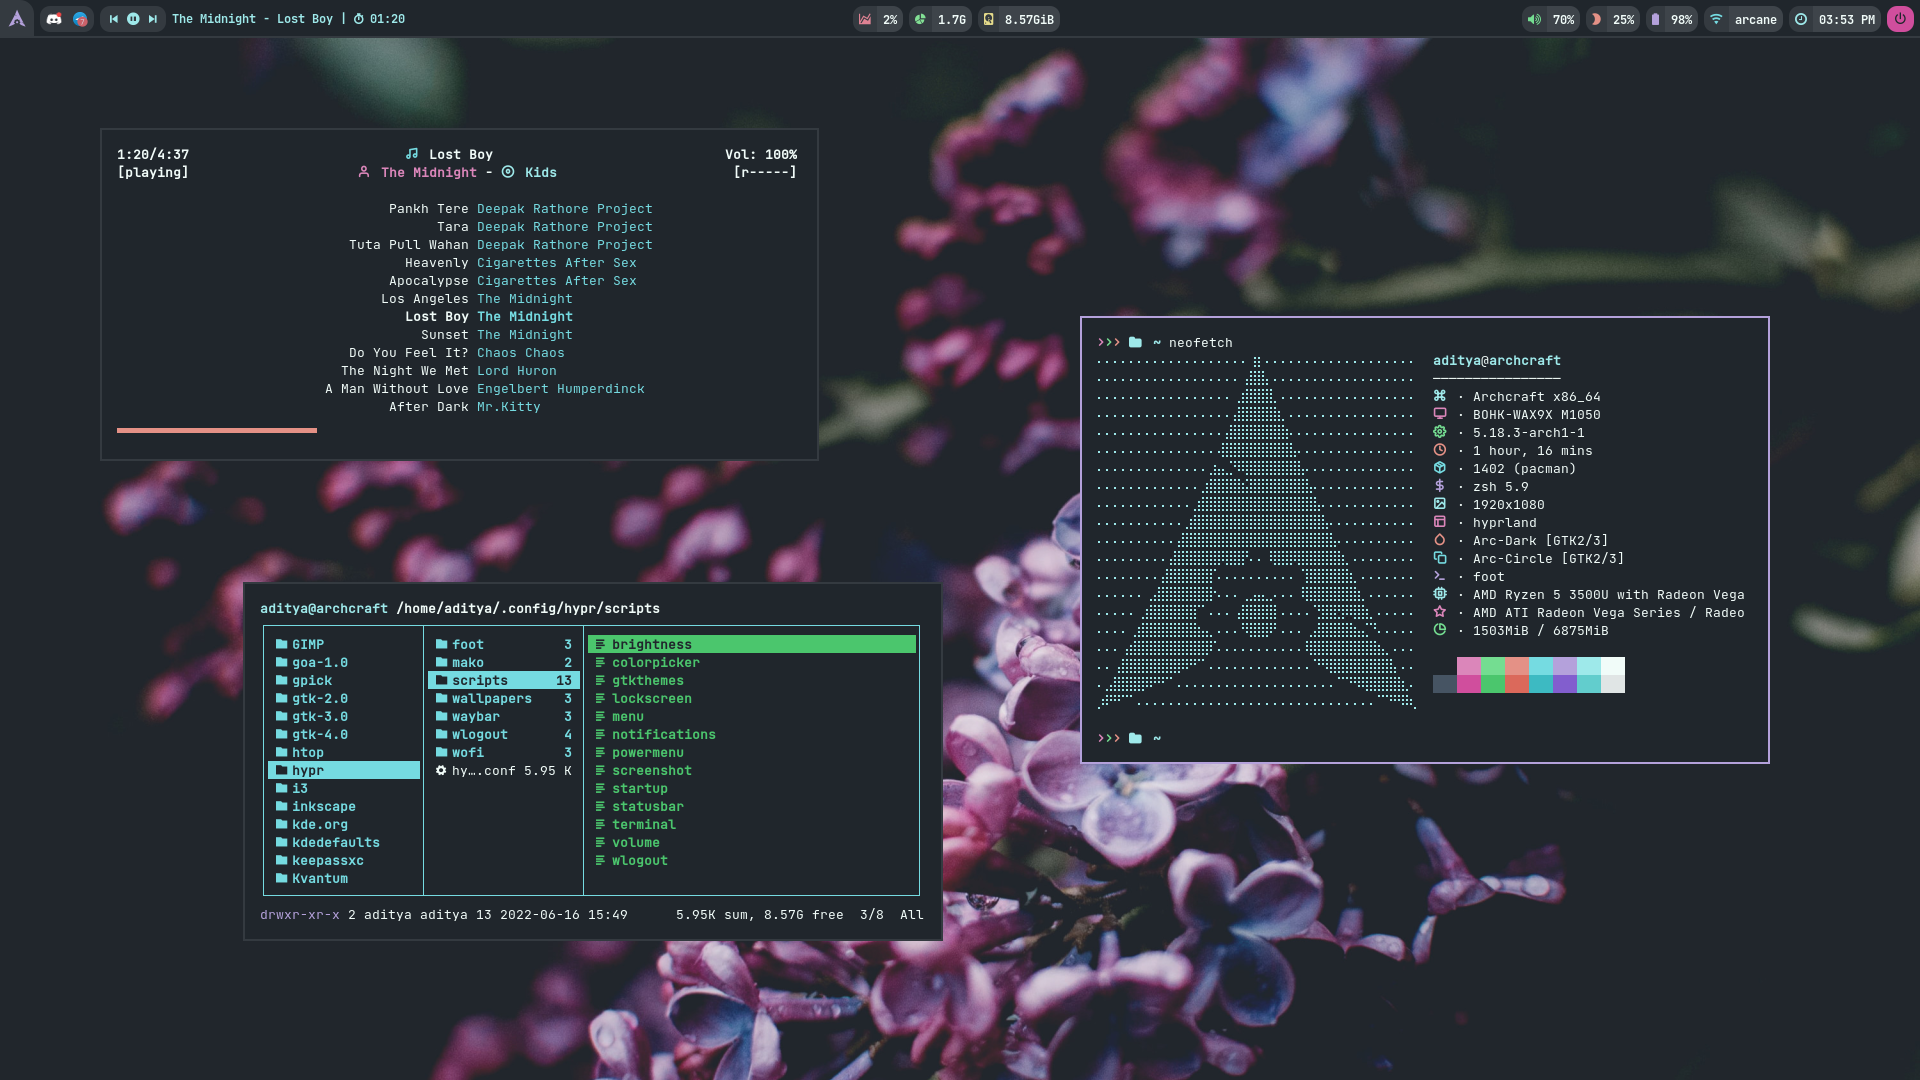 The Midnight - Lost Boy | 01:20
2% 1.7G 8.57GiB
70% 25% 98% arcane 03:53 PM
1:20/4:37 Lost Boy Vol: 100%
[playing] The Midnight - Kids [r-----]
Pankh Tere Deepak Rathore Project
Tara Deepak Rathore Project
Tuta Pull Wahan Deepak Rathore Project
Heavenly Cigarettes After Sex
Apocalypse Cigarettes After Sex
Los Angeles The Midnight
Lost Boy The Midnight
Sunset The Midnight
Do You Feel It? Chaos Chaos
The Night We Met Lord Huron
A Man Without Love Engelbert Humperdinck
After Dark Mr.Kitty
>>> ~ neofetch
aditya@archcraft
· Archcraft x86_64
· BOHK-WAX9X M1050
· 5.18.3-arch1-1
· 1 hour, 16 mins
· 1402 (pacman)
· zsh 5.9
· 1920x1080
· hyprland
· Arc-Dark [GTK2/3]
· Arc-Circle [GTK2/3]
· foot
· AMD Ryzen 5 3500U with Radeon Vega
· AMD ATI Radeon Vega Series / Radeo
· 1503MiB / 6875MiB
>>> ~
aditya@archcraft /home/aditya/.config/hypr/scripts
GIMP foot 3 brightness
goa-1.0 mako 2 colorpicker
gpick scripts 13 gtkthemes
gtk-2.0 wallpapers 3 lockscreen
gtk-3.0 waybar 3 menu
gtk-4.0 wlogout 4 notifications
htop wofi 3 powermenu
hypr hy….conf 5.95 K screenshot
i3 startup
inkscape statusbar
kde.org terminal
kdedefaults volume
keepassxc wlogout
Kvantum
drwxr-xr-x 2 aditya aditya 13 2022-06-16 15:49 5.95K sum, 8.57G free 3/8 All